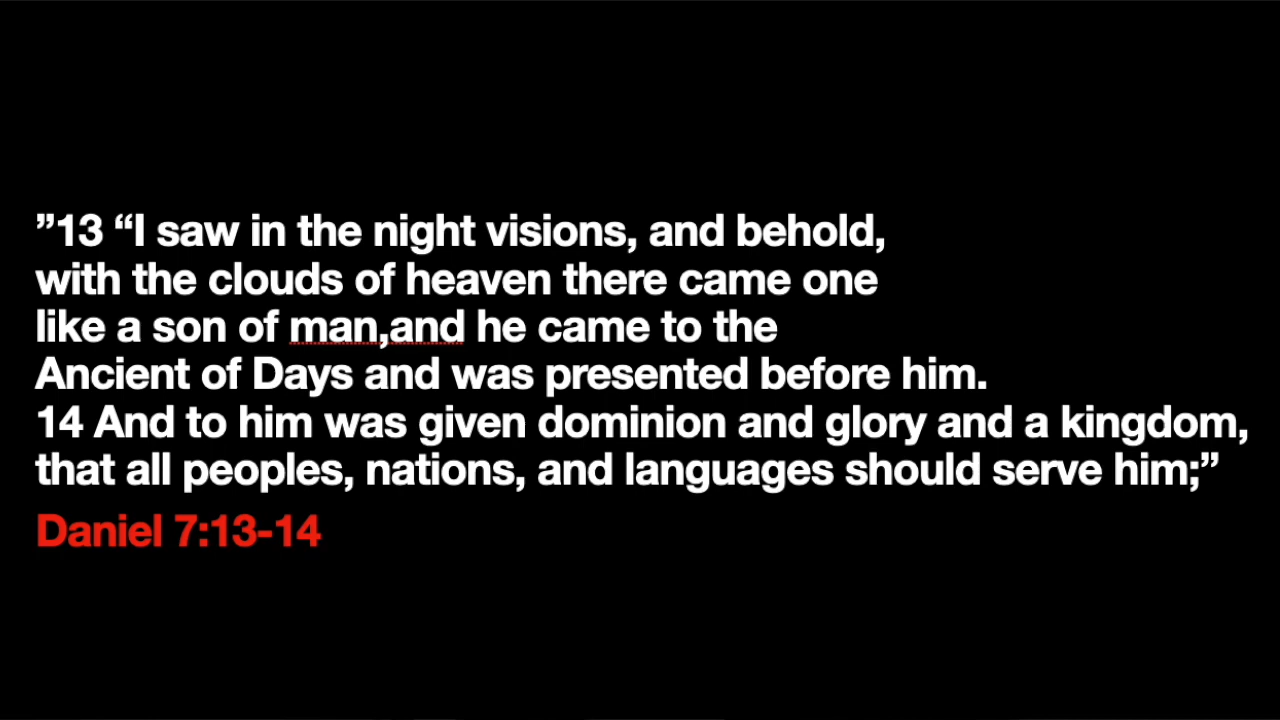 ”13 “I saw in the night visions, and behold,
with the clouds of heaven there came one
like a son of man,and he came to the
Ancient of Days and was presented before him.
14 And to him was given dominion and glory and a kingdom,
that all peoples, nations, and languages should serve him;”
Daniel 7:13-14